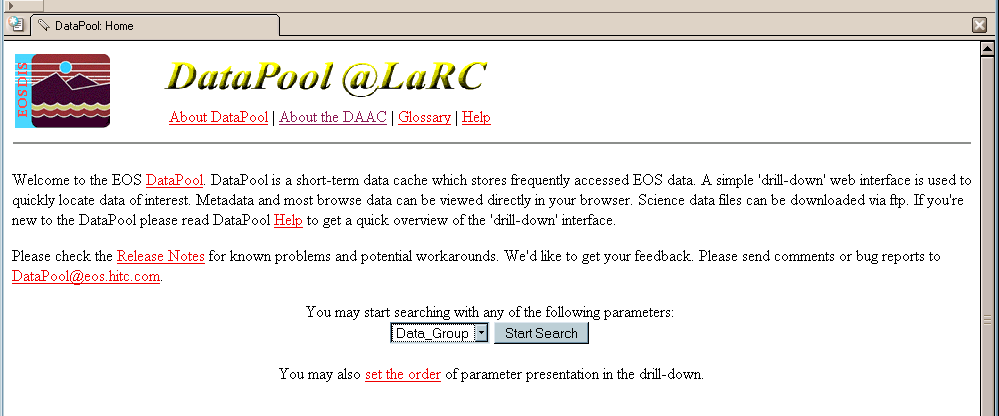 DataPool: Home
EOSDIS
DataPool @LaRC
About DataPool | About the DAAC | Glossary | Help
Welcome to the EOS DataPool. DataPool is a short-term data cache which stores frequently accessed EOS data. A simple 'drill-down' web interface is used to
quickly locate data of interest. Metadata and most browse data can be viewed directly in your browser. Science data files can be downloaded via ftp. If you're
new to the DataPool please read DataPool Help to get a quick overview of the 'drill-down' interface.
Please check the Release Notes for known problems and potential workarounds. We'd like to get your feedback. Please send comments or bug reports to
DataPool@eos.hitc.com.
You may start searching with any of the following parameters:
Data_Group Start Search
You may also set the order of parameter presentation in the drill-down.